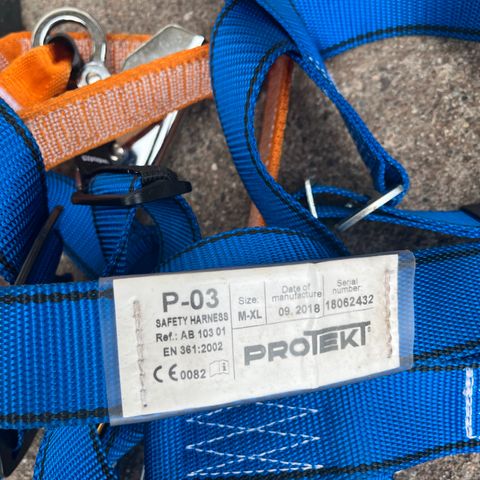 P-03
SAFETY HARNESS
Ref.: AB 103 01
EN 361:2002
CE 0082
Size:
M-XL
Date of
manufacture
09.2018
Serial
number:
18062432
PROTEKT